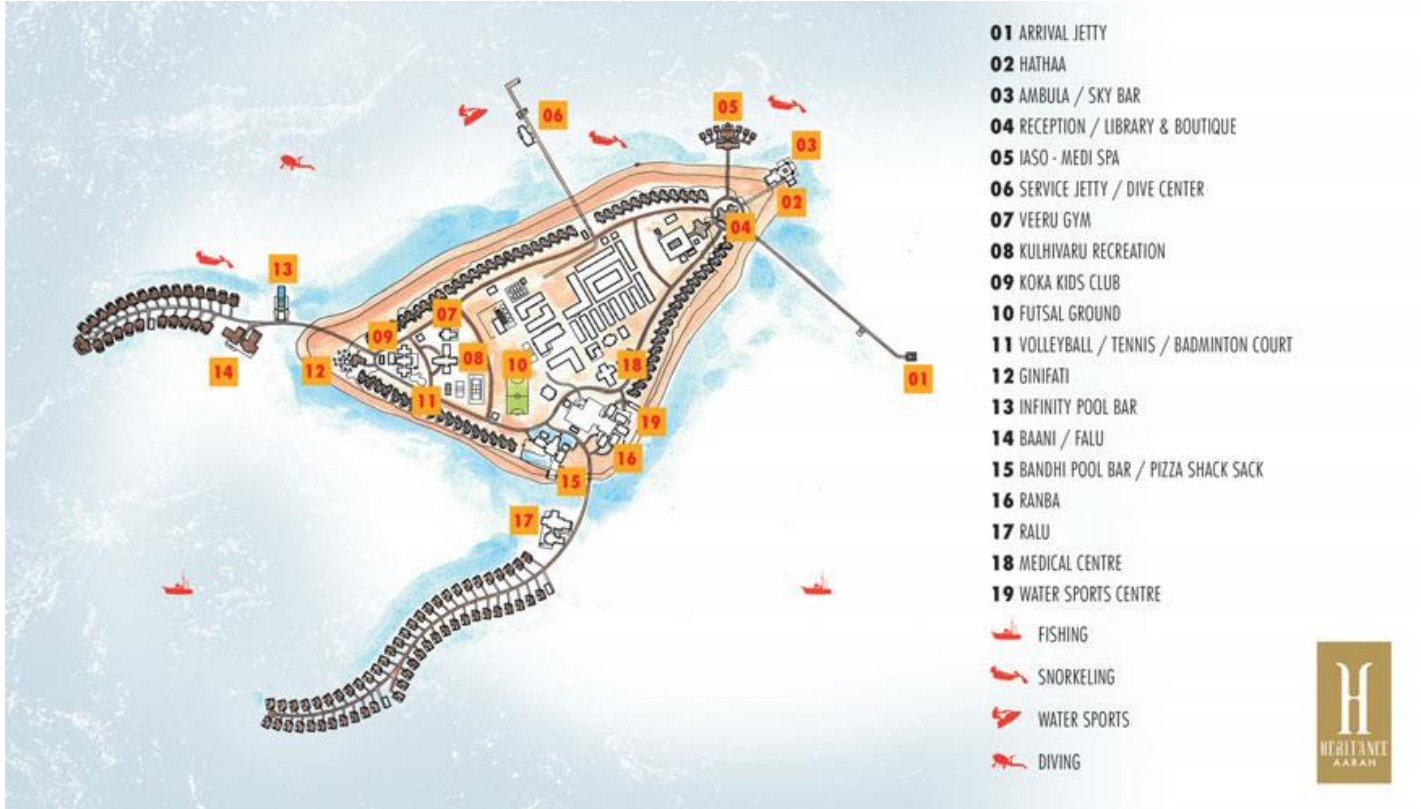 01 ARRIVAL JETTY
02 HATHAA
03 AMBULA / SKY BAR
04 RECEPTION / LIBRARY & BOUTIQUE
05 IASO - MEDI SPA
06 SERVICE JETTY / DIVE CENTER
07 VEERU GYM
08 KULHIVARU RECREATION
09 KOKA KIDS CLUB
10 FUTSAL GROUND
11 VOLLEYBALL / TENNIS / BADMINTON COURT
12 GINIFATI
13 INFINITY POOL BAR
14 BAANI / FALU
15 BANDHI POOL BAR / PIZZA SHACK SACK
16 RANBA
17 RALU
18 MEDICAL CENTRE
19 WATER SPORTS CENTRE
FISHING
SNORKELING
WATER SPORTS
DIVING
06
05
03
02
04
13
07
09
08
10
18
14
12
11
01
19
16
15
17
H
HERITANCE
AARAH